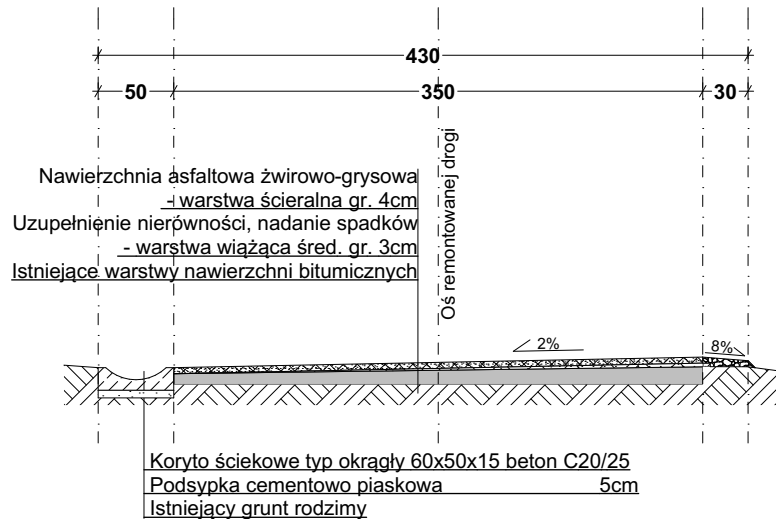 430
50
350
30
Oś remontowanej drogi
Nawierzchnia asfaltowa żwirowo-grysowa
- warstwa ścieralna gr. 4cm
Uzupełnienie nierówności, nadanie spadków
- warstwa wiążąca śred. gr. 3cm
Istniejące warstwy nawierzchni bitumicznych
2%
8%
Koryto ściekowe typ okrągły 60x50x15 beton C20/25
Podsypka cementowo piaskowa 5cm
Istniejący grunt rodzimy